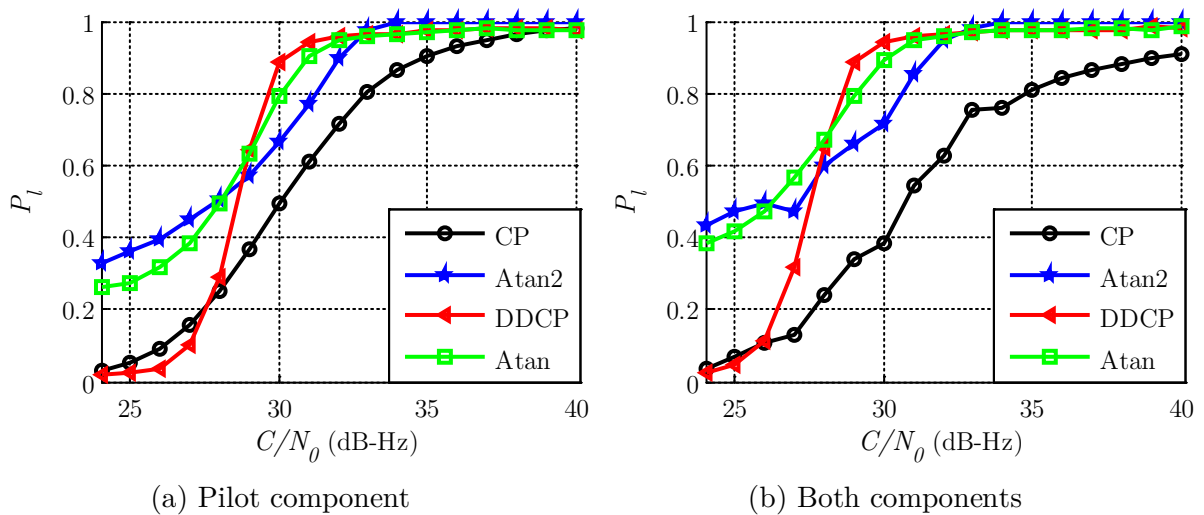 1
0.8
0.6
0.4
0.2
0
P_l
25
30
35
40
C/N_0 (dB-Hz)
CP
Atan2
DDCP
Atan
(a) Pilot component
1
0.8
0.6
0.4
0.2
0
P_l
25
30
35
40
C/N_0 (dB-Hz)
CP
Atan2
DDCP
Atan
(b) Both components